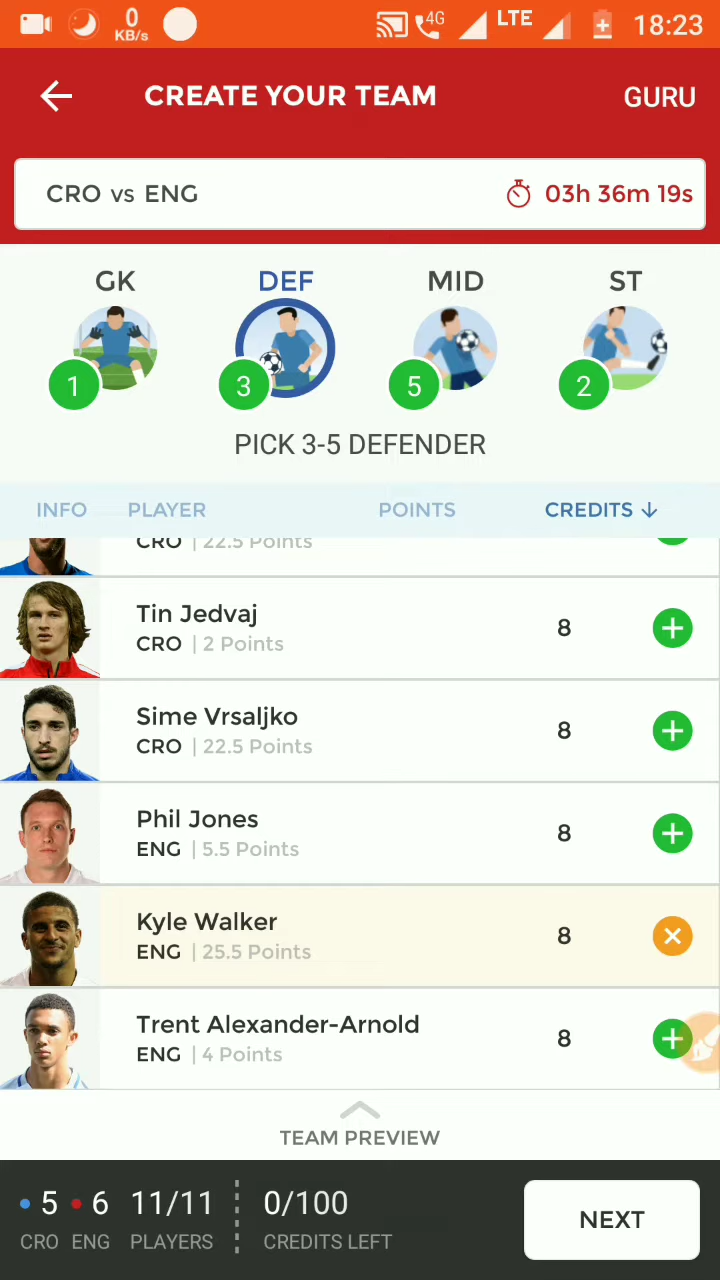 0 KB/s 4G LTE 18:23
CREATE YOUR TEAM GURU
CRO vs ENG 03h 36m 19s
GK DEF MID ST
1 3 5 2
PICK 3-5 DEFENDER
INFO PLAYER POINTS CREDITS ↓
CRO | 22.5 Points
Tin Jedvaj
CRO | 2 Points 8
Sime Vrsaljko
CRO | 22.5 Points 8
Phil Jones
ENG | 5.5 Points 8
Kyle Walker
ENG | 25.5 Points 8
Trent Alexander-Arnold
ENG | 4 Points 8
TEAM PREVIEW
5 6 11/11 0/100 NEXT
CRO ENG PLAYERS CREDITS LEFT